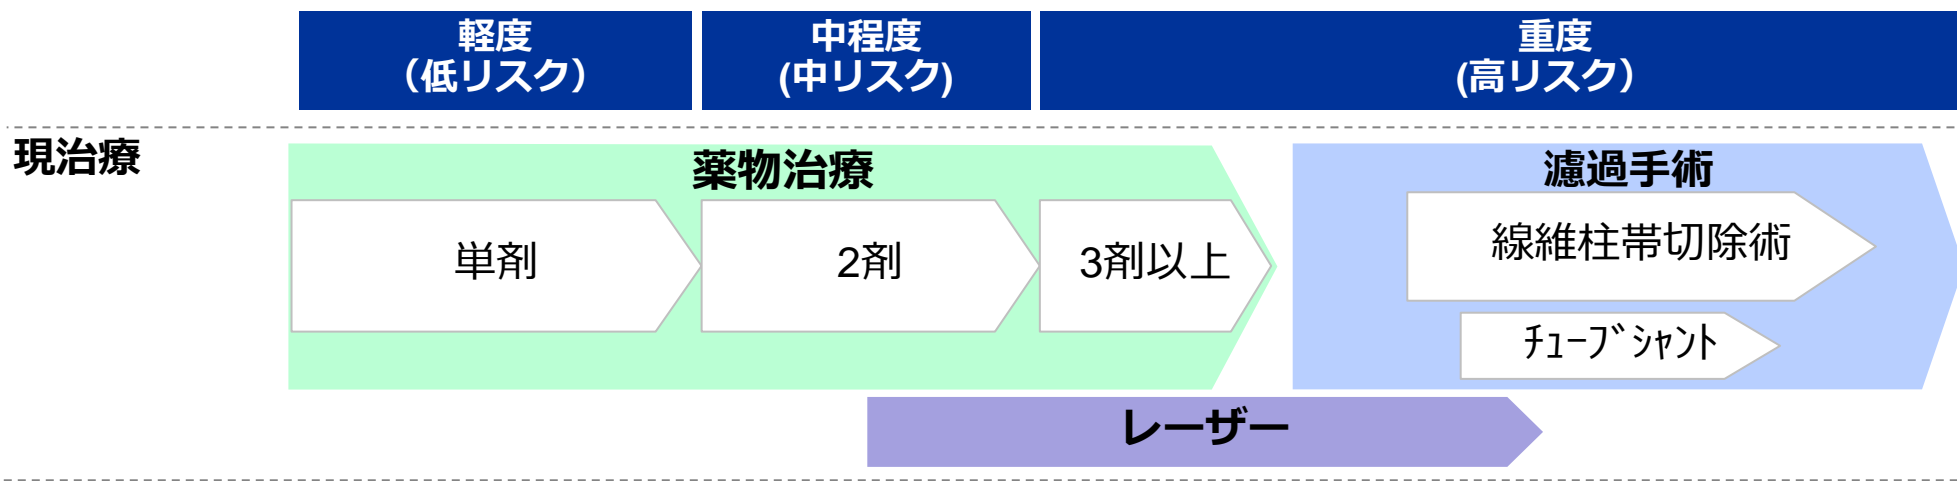 軽度
（低リスク）
中程度
(中リスク)
重度
(高リスク）
現治療
薬物治療
濾過手術
単剤
2剤
3剤以上
線維柱帯切除術
ﾁｭｰﾌﾞｼｬﾝﾄ
レーザー